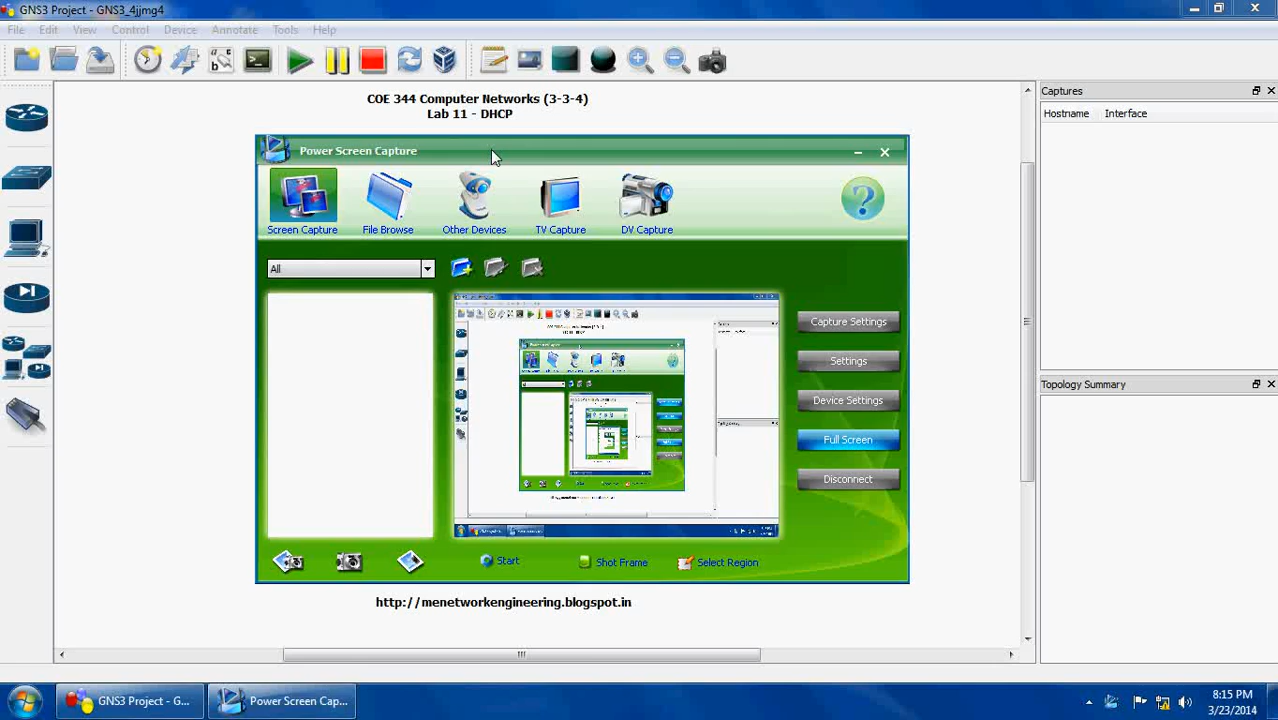 GNS3 Project - GNS3_4jjmg4
File Edit View Control Device Annotate Tools Help
COE 344 Computer Networks (3-3-4)
Lab 11 - DHCP
Captures
Hostname Interface
Power Screen Capture
Screen Capture File Browse Other Devices TV Capture DV Capture
All
Capture Settings
Settings
Device Settings
Full Screen
Disconnect
Topology Summary
Start Shot Frame Select Region
http://menetworkengineering.blogspot.in
GNS3 Project - G... Power Screen Cap...
8:15 PM
3/23/2014